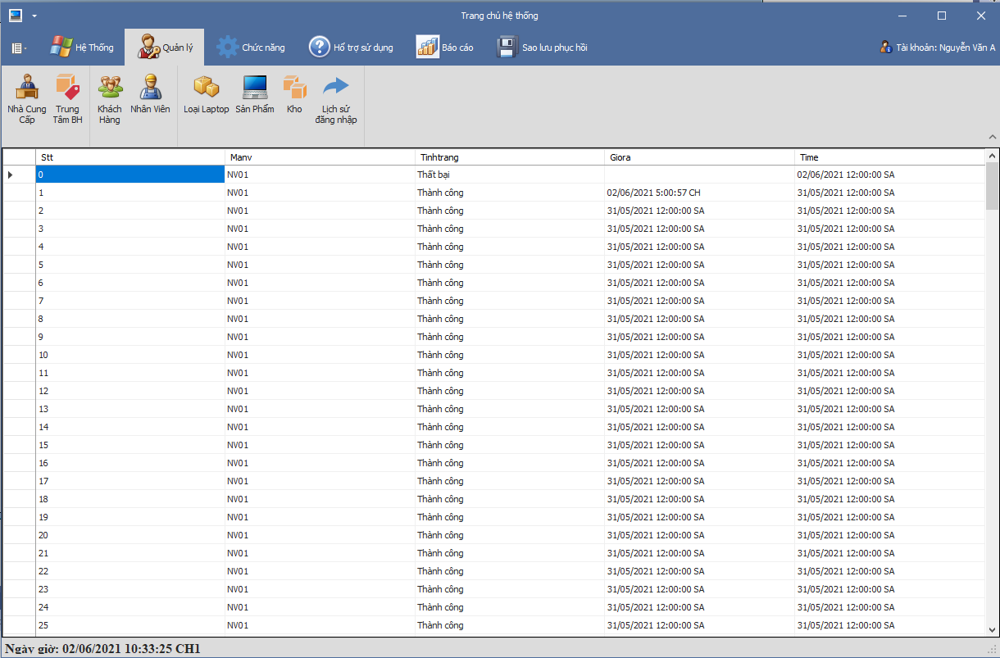 Trang chủ hệ thống
Hệ Thống Quản lý Chức năng Hổ trợ sử dụng Báo cáo Sao lưu phục hồi Tài khoản: Nguyễn Văn A
Nhà Cung Cấp
Trung Tâm BH
Khách Hàng
Nhân Viên
Loại Laptop
Sản Phẩm
Kho
Lịch sử đăng nhập
Stt Manv Tinhtrang Giora Time
0 NV01 Thất bại 02/06/2021 12:00:00 SA
1 NV01 Thành công 02/06/2021 5:00:57 CH 31/05/2021 12:00:00 SA
2 NV01 Thành công 31/05/2021 12:00:00 SA 31/05/2021 12:00:00 SA
3 NV01 Thành công 31/05/2021 12:00:00 SA 31/05/2021 12:00:00 SA
4 NV01 Thành công 31/05/2021 12:00:00 SA 31/05/2021 12:00:00 SA
5 NV01 Thành công 31/05/2021 12:00:00 SA 31/05/2021 12:00:00 SA
6 NV01 Thành công 31/05/2021 12:00:00 SA 31/05/2021 12:00:00 SA
7 NV01 Thành công 31/05/2021 12:00:00 SA 31/05/2021 12:00:00 SA
8 NV01 Thành công 31/05/2021 12:00:00 SA 31/05/2021 12:00:00 SA
9 NV01 Thành công 31/05/2021 12:00:00 SA 31/05/2021 12:00:00 SA
10 NV01 Thành công 31/05/2021 12:00:00 SA 31/05/2021 12:00:00 SA
11 NV01 Thành công 31/05/2021 12:00:00 SA 31/05/2021 12:00:00 SA
12 NV01 Thành công 31/05/2021 12:00:00 SA 31/05/2021 12:00:00 SA
13 NV01 Thành công 31/05/2021 12:00:00 SA 31/05/2021 12:00:00 SA
14 NV01 Thành công 31/05/2021 12:00:00 SA 31/05/2021 12:00:00 SA
15 NV01 Thành công 31/05/2021 12:00:00 SA 31/05/2021 12:00:00 SA
16 NV01 Thành công 31/05/2021 12:00:00 SA 31/05/2021 12:00:00 SA
17 NV01 Thành công 31/05/2021 12:00:00 SA 31/05/2021 12:00:00 SA
18 NV01 Thành công 31/05/2021 12:00:00 SA 31/05/2021 12:00:00 SA
19 NV01 Thành công 31/05/2021 12:00:00 SA 31/05/2021 12:00:00 SA
20 NV01 Thành công 31/05/2021 12:00:00 SA 31/05/2021 12:00:00 SA
21 NV01 Thành công 31/05/2021 12:00:00 SA 31/05/2021 12:00:00 SA
22 NV01 Thành công 31/05/2021 12:00:00 SA 31/05/2021 12:00:00 SA
23 NV01 Thành công 31/05/2021 12:00:00 SA 31/05/2021 12:00:00 SA
24 NV01 Thành công 31/05/2021 12:00:00 SA 31/05/2021 12:00:00 SA
25 NV01 Thành công 31/05/2021 12:00:00 SA 31/05/2021 12:00:00 SA
Ngày giờ: 02/06/2021 10:33:25 CH1